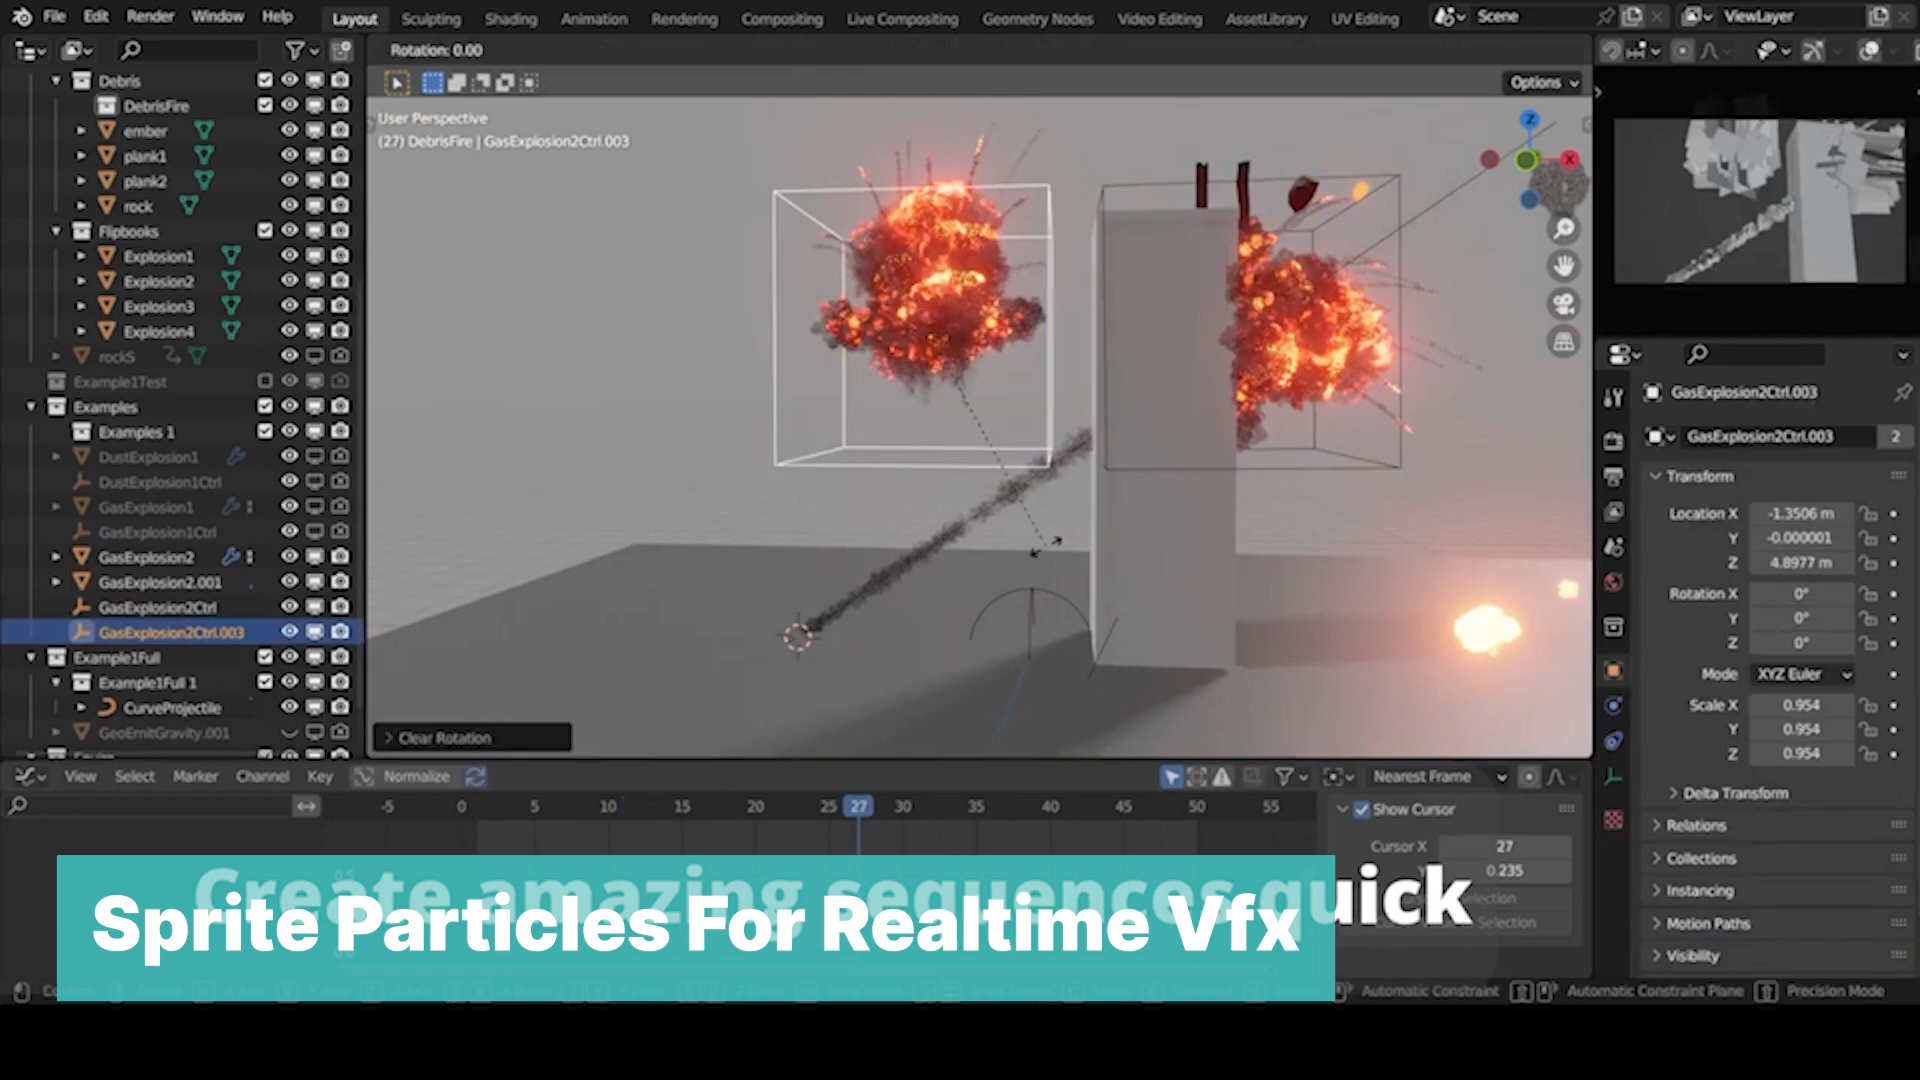 File Edit Render Window Help
Layout Sculpting Shading Animation Rendering Compositing Live Compositing Geometry Nodes Video Editing AssetLibrary UV Editing
Scene
ViewLayer
Rotation: 0.00
Options
User Perspective
(27) DebrisFire | GasExplosion2Ctrl.003
Z
X
Debris
DebrisFire
ember
plank1
plank2
rock
Flipbooks
Explosion1
Explosion2
Explosion3
Explosion4
rockS
Example1Test
Examples
Examples 1
DustExplosion1
DustExplosion1Ctrl
GasExplosion1
GasExplosion1Ctrl
GasExplosion2
GasExplosion2.001
GasExplosion2Ctrl
GasExplosion2Ctrl.003
Example1Full
Example1Full 1
CurveProjectile
GeoEmitGravity.001
Clear Rotation
GasExplosion2Ctrl.003
GasExplosion2Ctrl.003 2
Transform
Location X -1.3506 m
Y -0.000001
Z 4.8977 m
Rotation X 0°
Y 0°
Z 0°
Mode XYZ Euler
Scale X 0.954
Y 0.954
Z 0.954
Delta Transform
Relations
Collections
Instancing
Motion Paths
Visibility
View Select Marker Channel Key Normalize
Nearest Frame
-5 0 5 10 15 20 25 27 30 35 40 45 50 55
Show Cursor
Cursor X 27
0.235
Create amazing sequences quick
Sprite Particles For Realtime Vfx
Selection
Automatic Constraint Automatic Constraint Plane Precision Mode